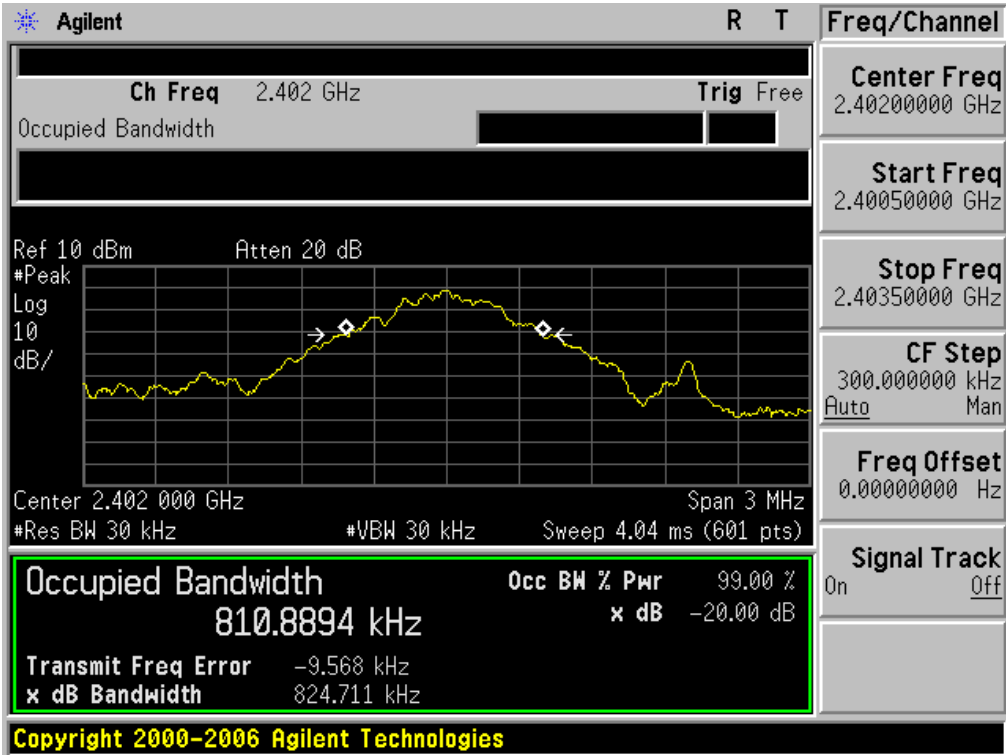 Agilent
R T
Freq/Channel
Ch Freq 2.402 GHz
Trig Free
Occupied Bandwidth
Ref 10 dBm
Atten 20 dB
#Peak
Log
10
dB/
Center 2.402 000 GHz
Span 3 MHz
#Res BW 30 kHz
#VBW 30 kHz
Sweep 4.04 ms (601 pts)
Occupied Bandwidth
810.8894 kHz
Occ BW % Pwr 99.00 %
x dB -20.00 dB
Transmit Freq Error -9.568 kHz
x dB Bandwidth 824.711 kHz
Center Freq
2.40200000 GHz
Start Freq
2.40050000 GHz
Stop Freq
2.40350000 GHz
CF Step
300.000000 kHz
Auto Man
Freq Offset
0.00000000 Hz
Signal Track
On Off
Copyright 2000-2006 Agilent Technologies